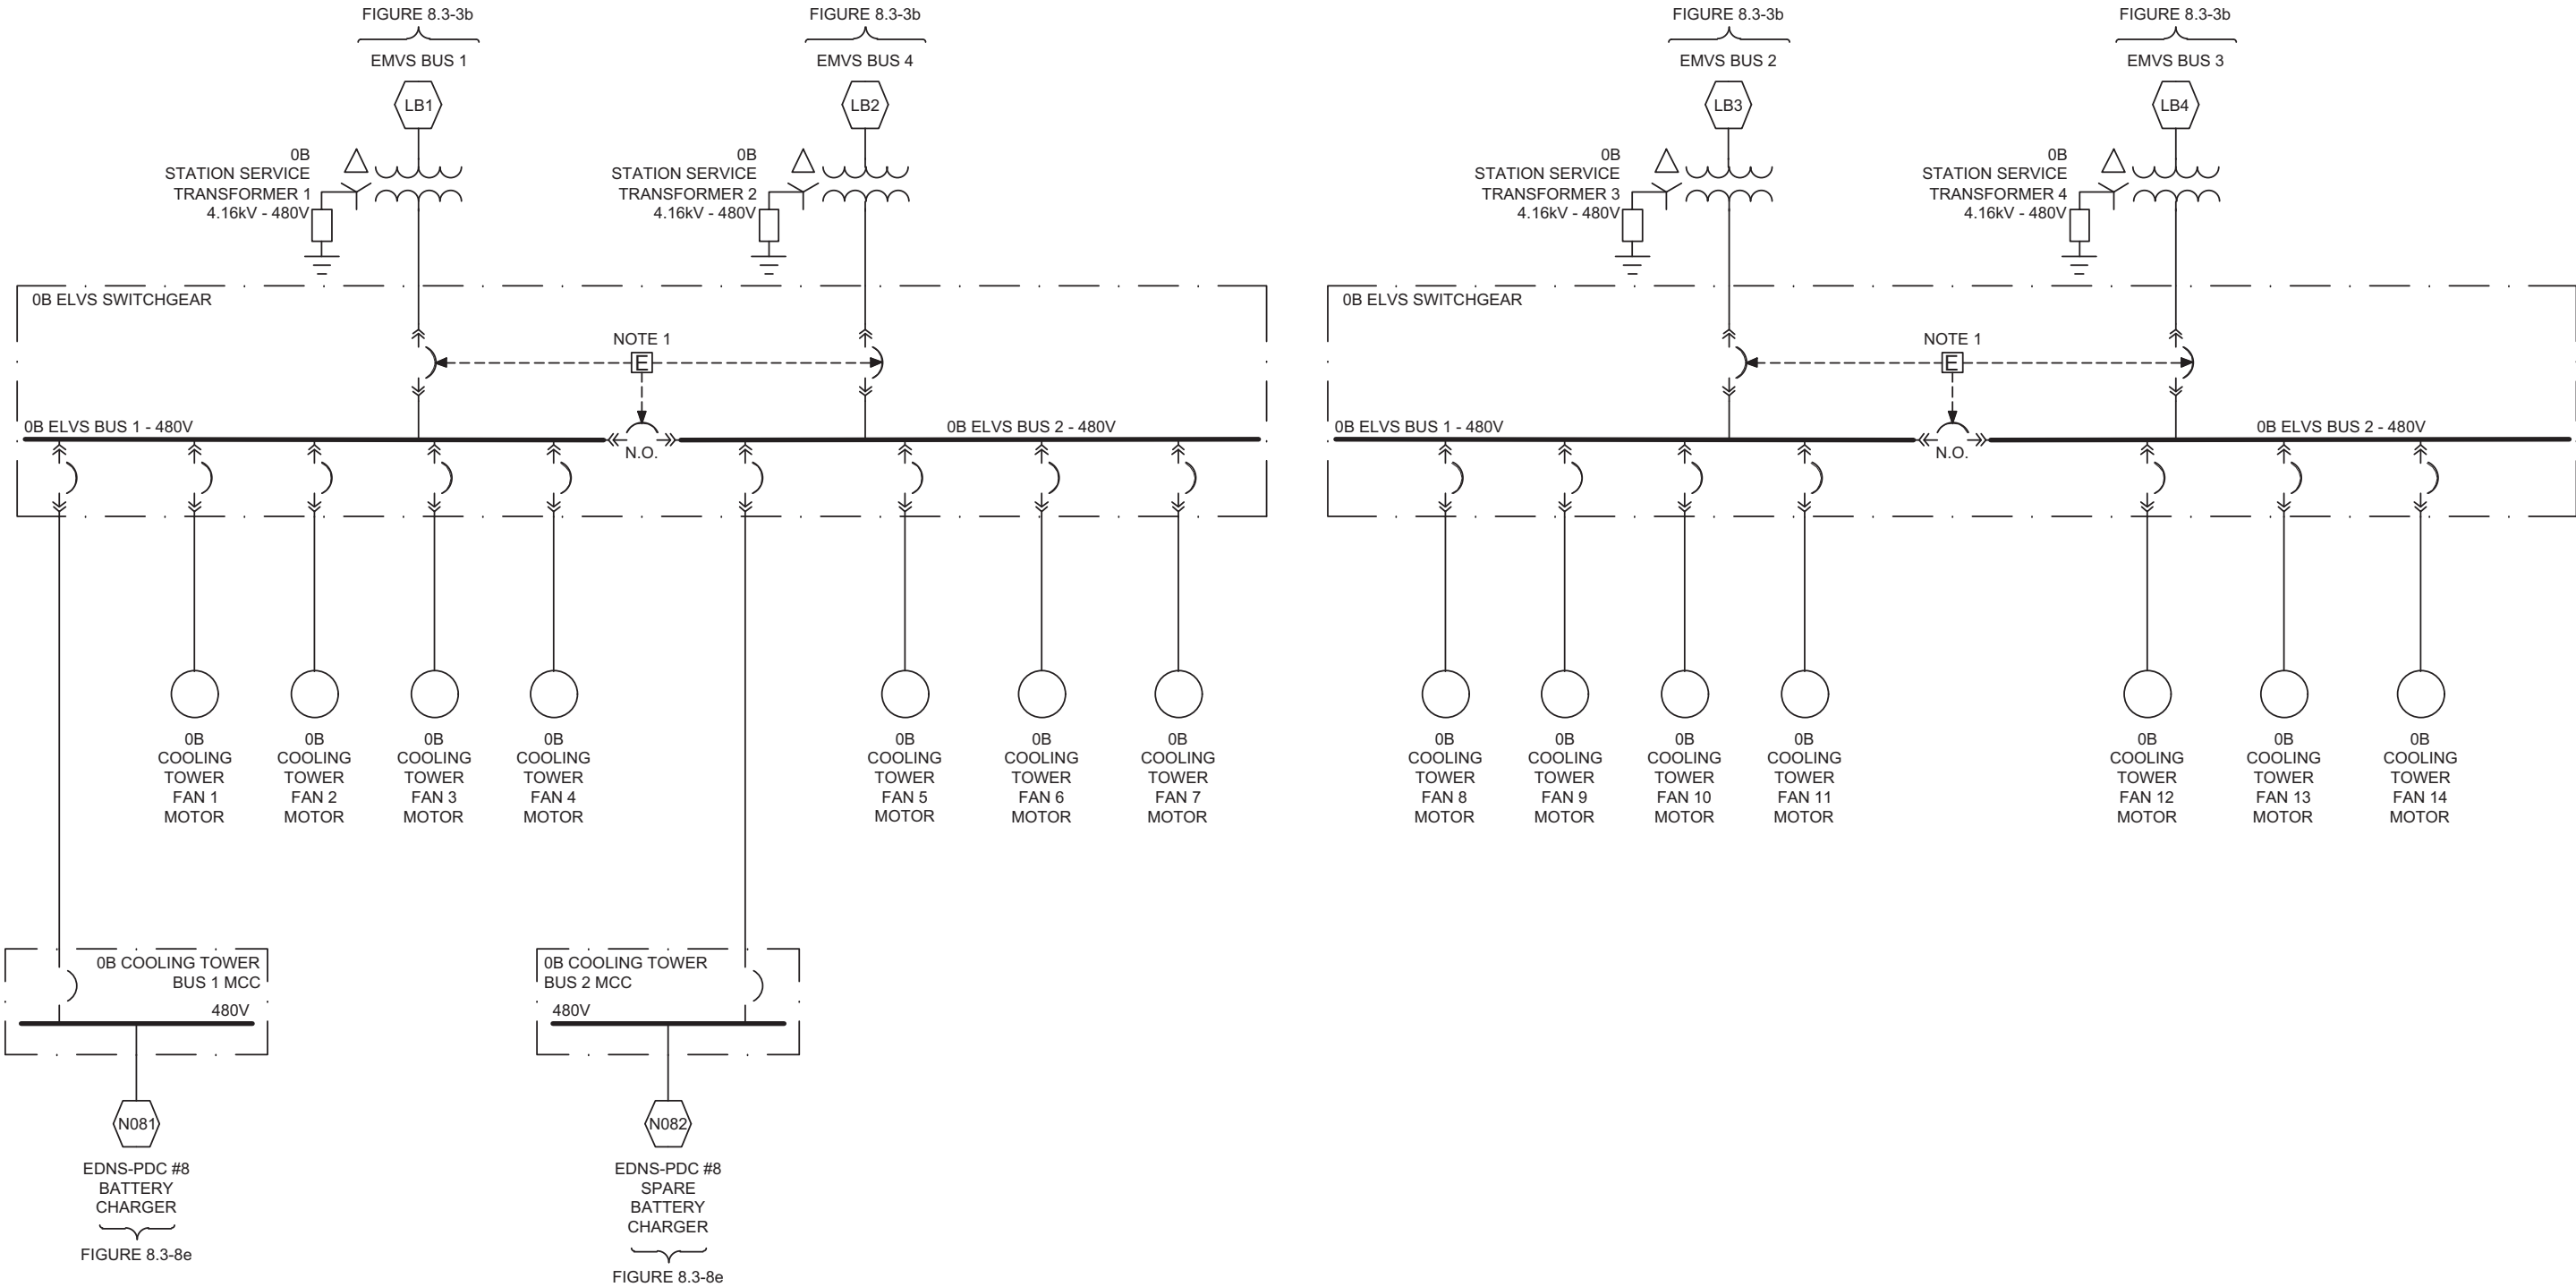 FIGURE 8.3-3b
EMVS BUS 1
LB1
0B
STATION SERVICE
TRANSFORMER 1
4.16kV - 480V
FIGURE 8.3-3b
EMVS BUS 4
LB2
0B
STATION SERVICE
TRANSFORMER 2
4.16kV - 480V
FIGURE 8.3-3b
EMVS BUS 2
LB3
0B
STATION SERVICE
TRANSFORMER 3
4.16kV - 480V
FIGURE 8.3-3b
EMVS BUS 3
LB4
0B
STATION SERVICE
TRANSFORMER 4
4.16kV - 480V
0B ELVS SWITCHGEAR
NOTE 1
E
0B ELVS BUS 1 - 480V
N.O.
0B ELVS BUS 2 - 480V
0B ELVS SWITCHGEAR
NOTE 1
E
0B ELVS BUS 1 - 480V
N.O.
0B ELVS BUS 2 - 480V
0B
COOLING
TOWER
FAN 1
MOTOR
0B
COOLING
TOWER
FAN 2
MOTOR
0B
COOLING
TOWER
FAN 3
MOTOR
0B
COOLING
TOWER
FAN 4
MOTOR
0B
COOLING
TOWER
FAN 5
MOTOR
0B
COOLING
TOWER
FAN 6
MOTOR
0B
COOLING
TOWER
FAN 7
MOTOR
0B
COOLING
TOWER
FAN 8
MOTOR
0B
COOLING
TOWER
FAN 9
MOTOR
0B
COOLING
TOWER
FAN 10
MOTOR
0B
COOLING
TOWER
FAN 11
MOTOR
0B
COOLING
TOWER
FAN 12
MOTOR
0B
COOLING
TOWER
FAN 13
MOTOR
0B
COOLING
TOWER
FAN 14
MOTOR
0B COOLING TOWER
BUS 1 MCC
480V
N081
EDNS-PDC #8
BATTERY
CHARGER
FIGURE 8.3-8e
0B COOLING TOWER
BUS 2 MCC
480V
N082
EDNS-PDC #8
SPARE
BATTERY
CHARGER
FIGURE 8.3-8e